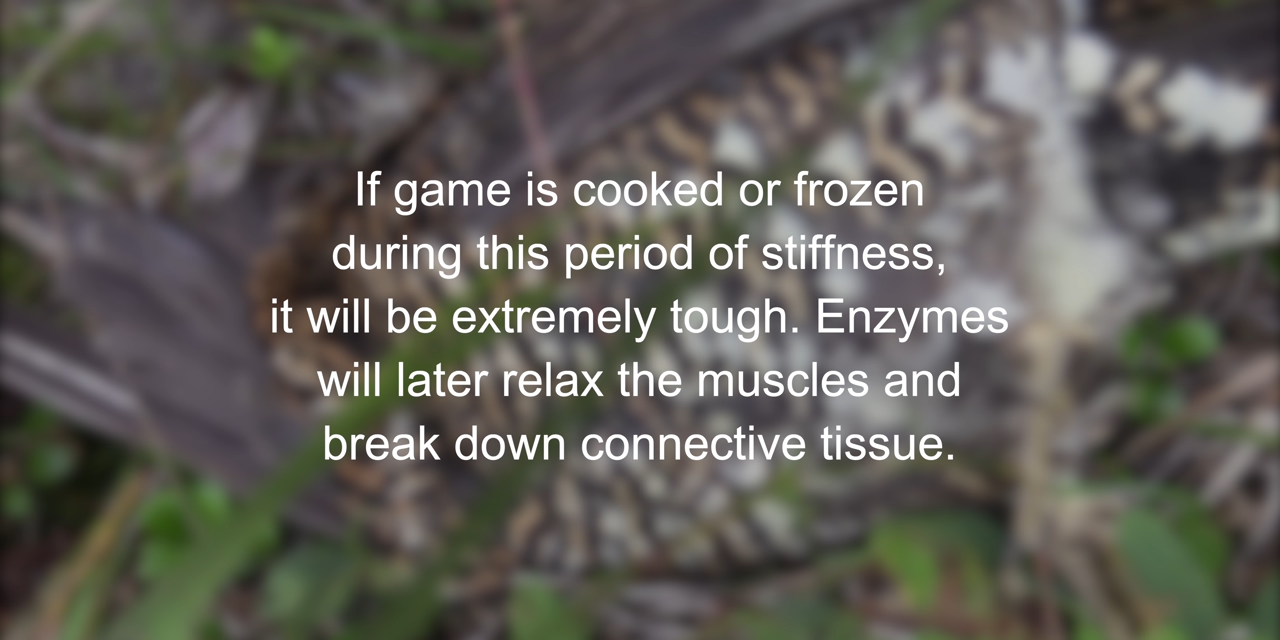 If game is cooked or frozen
during this period of stiffness,
it will be extremely tough. Enzymes
will later relax the muscles and
break down connective tissue.